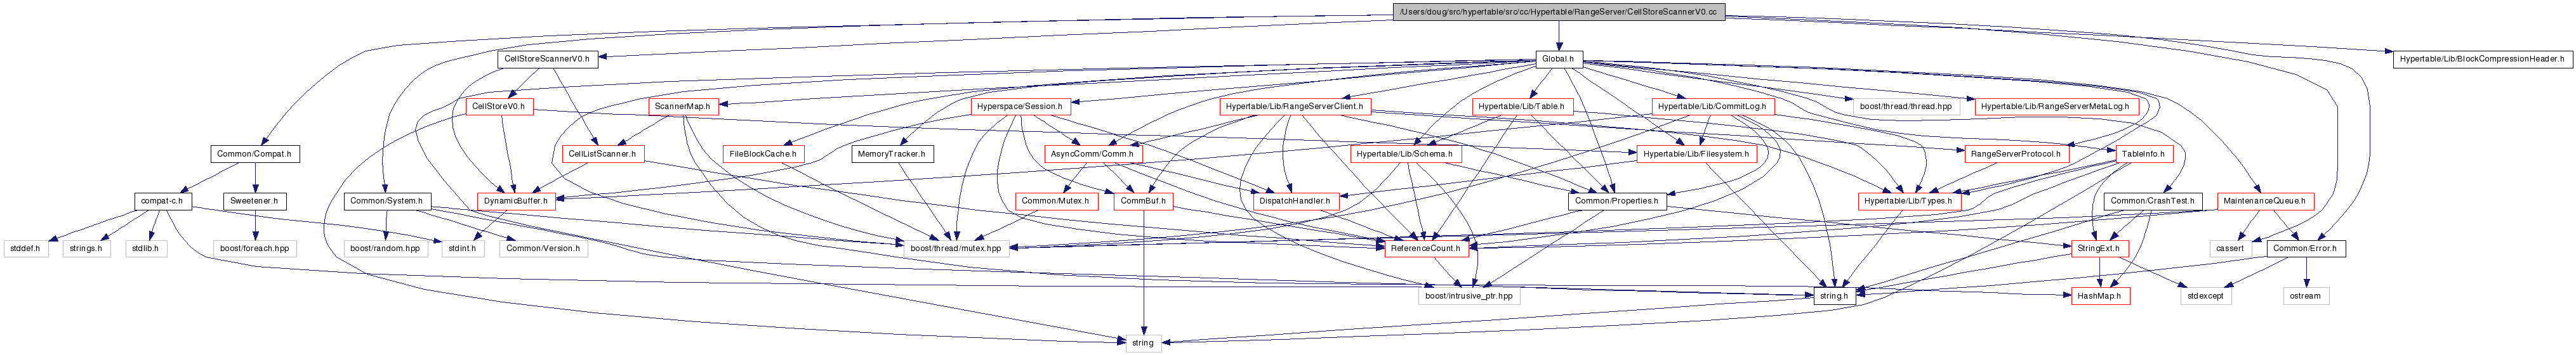 /Users/doug/src/hypertable/src/cc/Hypertable/RangeServer/CellStoreScannerV0.cc
CellStoreScannerV0.h
Global.h
Hypertable/Lib/BlockCompressionHeader.h
CellStoreV0.h
ScannerMap.h
Hyperspace/Session.h
Hypertable/Lib/RangeServerClient.h
Hypertable/Lib/Table.h
Hypertable/Lib/CommitLog.h
boost/thread/thread.hpp
Hypertable/Lib/RangeServerMetaLog.h
Common/Compat.h
CellListScanner.h
FileBlockCache.h
MemoryTracker.h
AsyncComm/Comm.h
Hypertable/Lib/Schema.h
Hypertable/Lib/Filesystem.h
RangeServerProtocol.h
TableInfo.h
compat-c.h
Sweetener.h
Common/System.h
DynamicBuffer.h
Common/Mutex.h
CommBuf.h
DispatchHandler.h
Common/Properties.h
Hypertable/Lib/Types.h
Common/CrashTest.h
MaintenanceQueue.h
stddef.h
strings.h
stdlib.h
boost/foreach.hpp
boost/random.hpp
stdint.h
Common/Version.h
boost/thread/mutex.hpp
ReferenceCount.h
StringExt.h
cassert
Common/Error.h
boost/intrusive_ptr.hpp
string.h
HashMap.h
stdexcept
ostream
string